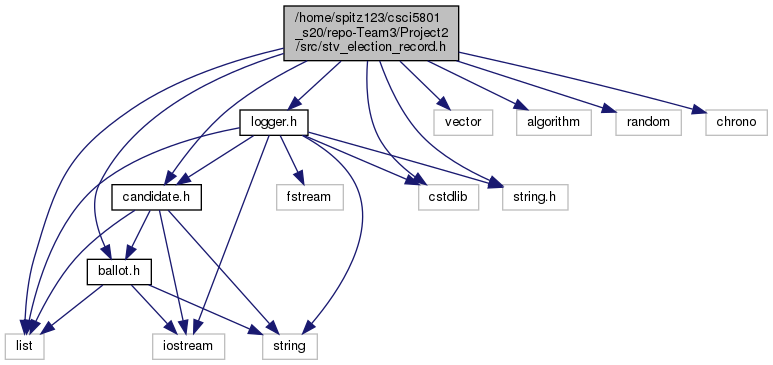 /home/spitz123/csci5801
_s20/repo-Team3/Project2
/src/stv_election_record.h
logger.h
vector
algorithm
random
chrono
candidate.h
fstream
cstdlib
string.h
ballot.h
list
iostream
string